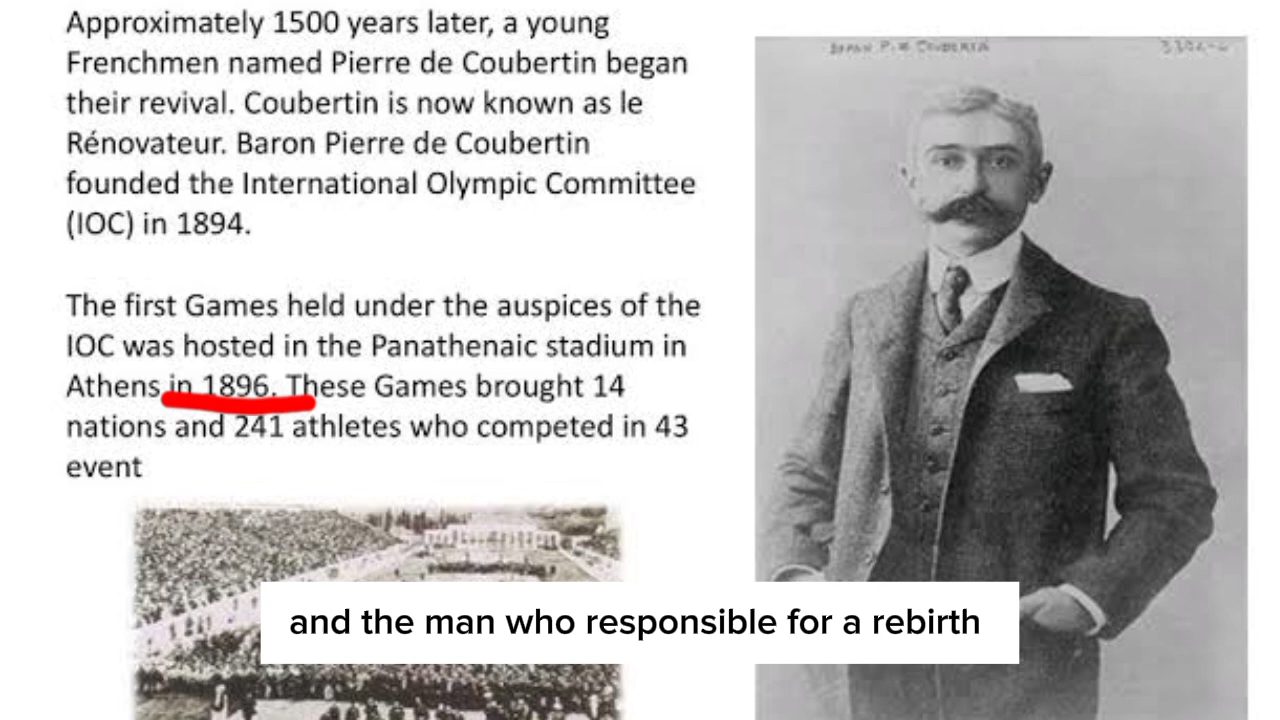 Approximately 1500 years later, a young
Frenchmen named Pierre de Coubertin began
their revival. Coubertin is now known as le
Rénovateur. Baron Pierre de Coubertin
founded the International Olympic Committee
(IOC) in 1894.
The first Games held under the auspices of the
IOC was hosted in the Panathenaic stadium in
Athens in 1896. These Games brought 14
nations and 241 athletes who competed in 43
event
BARON P. de COUBERTIN
and the man who responsible for a rebirth